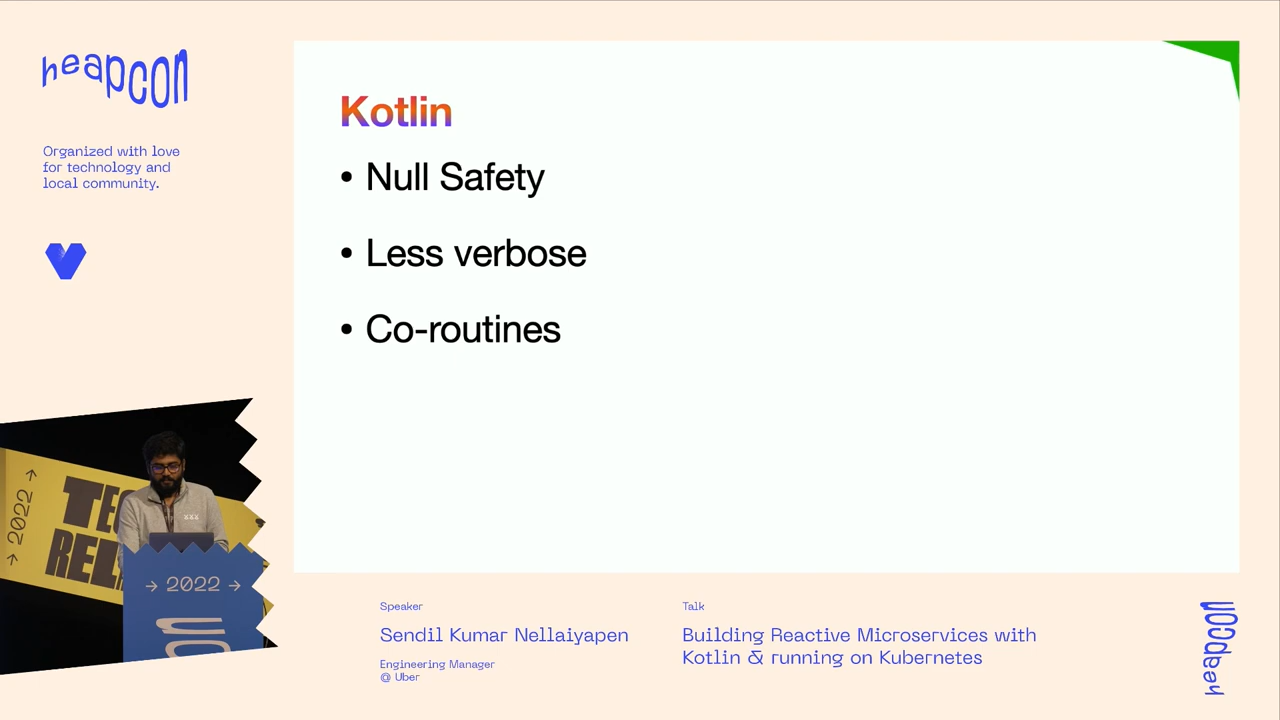 heapcon
Organized with love
for technology and
local community.
Kotlin
• Null Safety
• Less verbose
• Co-routines
→ 2022 →
→ 2022 →
Speaker
Sendil Kumar Nellaiyapen
Engineering Manager
@ Uber
Talk
Building Reactive Microservices with
Kotlin & running on Kubernetes
heapcon